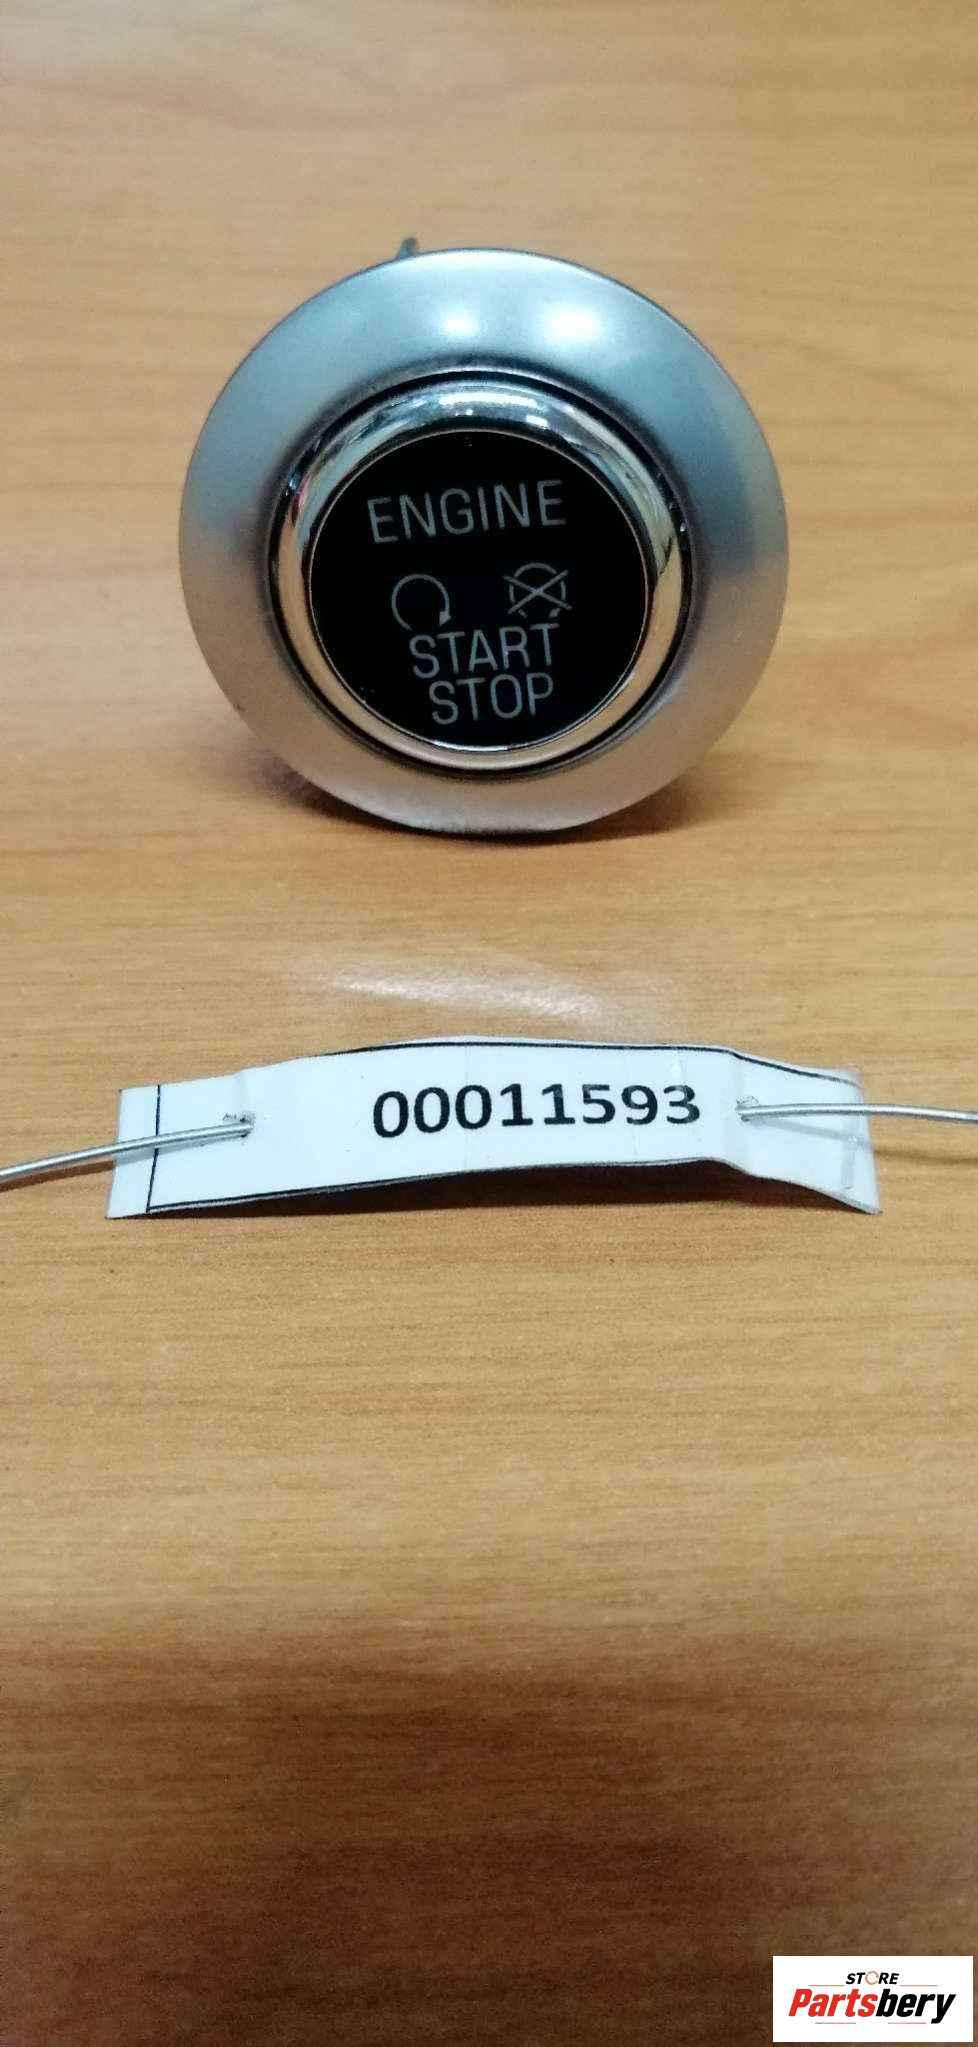 ENGINE
START
STOP
00011593
STORE
Partsbery